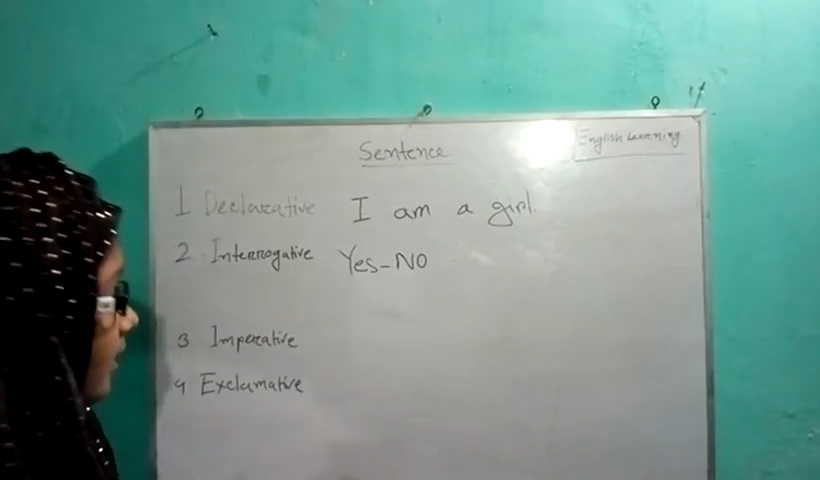 English Learning
Sentence
1 Declarative I am a girl.
2. Interrogative Yes-NO
3 Imperative
4 Exclamative